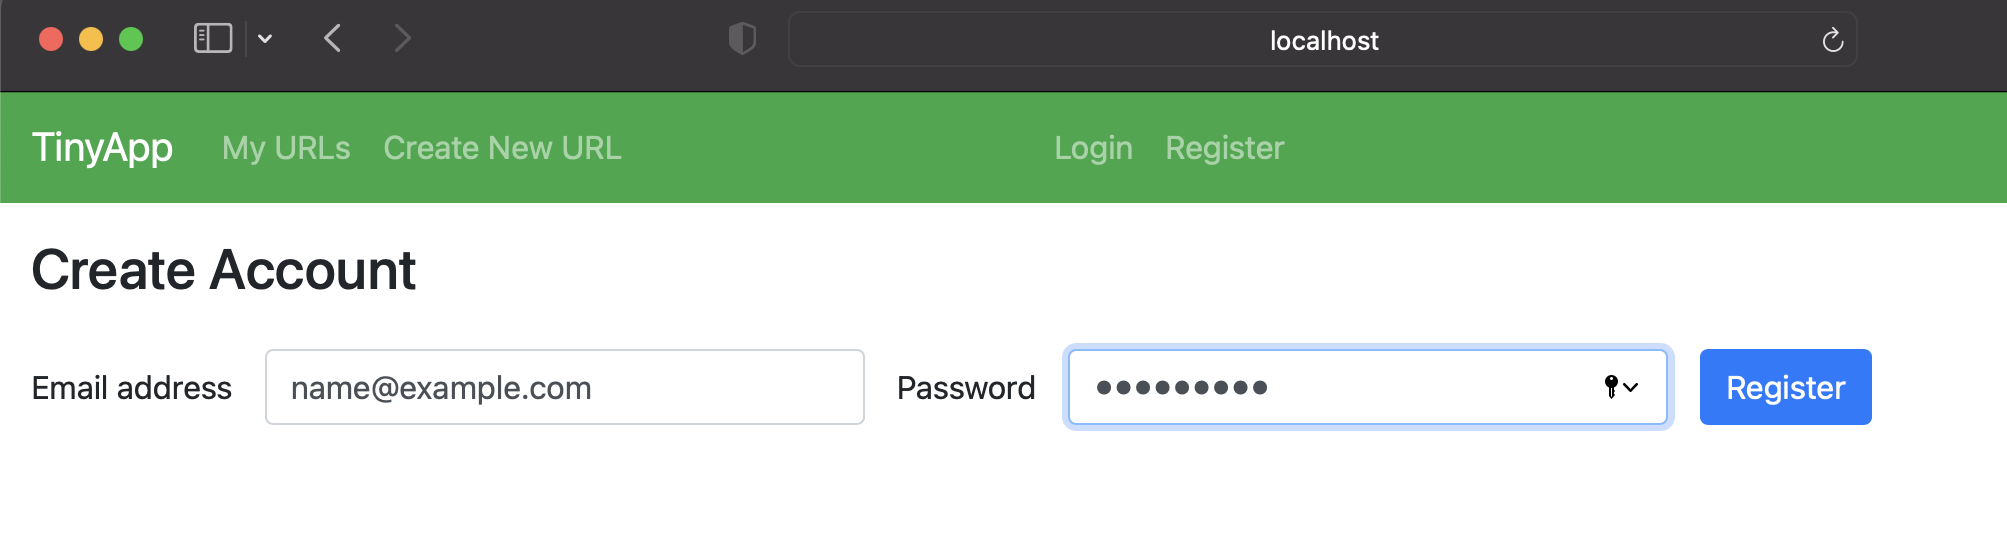 localhost
TinyApp My URLs Create New URL Login Register
Create Account
Email address name@example.com Password ●●●●●●●●● Register